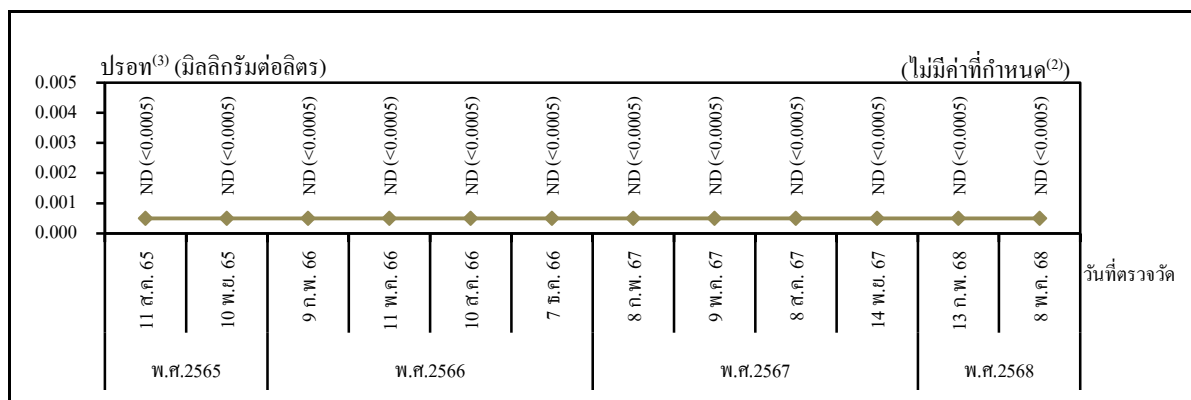 ปรอท⁽³⁾ (มิลลิกรัมต่อลิตร) (ไม่มีค่าที่กำหนด⁽²⁾)
0.005
0.004
0.003
0.002
0.001
0.000
ND (<0.0005)
ND (<0.0005)
ND (<0.0005)
ND (<0.0005)
ND (<0.0005)
ND (<0.0005)
ND (<0.0005)
ND (<0.0005)
ND (<0.0005)
ND (<0.0005)
ND (<0.0005)
ND (<0.0005)
11 ส.ค. 65
10 พ.ย. 65
9 ก.พ. 66
11 พ.ค. 66
10 ส.ค. 66
7 ธ.ค. 66
8 ก.พ. 67
9 พ.ค. 67
8 ส.ค. 67
14 พ.ย. 67
13 ก.พ. 68
8 พ.ค. 68
วันที่ตรวจวัด
พ.ศ.2565 พ.ศ.2566 พ.ศ.2567 พ.ศ.2568